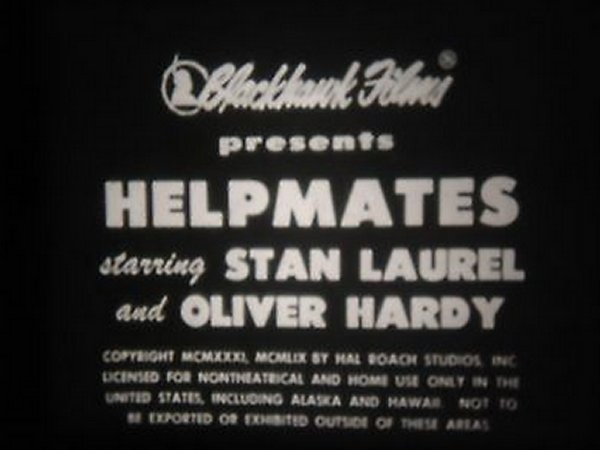 Blackhawk Films ®
presents
HELPMATES
starring STAN LAUREL
and OLIVER HARDY
COPYRIGHT MCMXXXI, MCMLIX BY HAL ROACH STUDIOS, INC.
LICENSED FOR NONTHEATRICAL AND HOME USE ONLY IN THE
UNITED STATES, INCLUDING ALASKA AND HAWAII. NOT TO
BE EXPORTED OR EXHIBITED OUTSIDE OF THESE AREAS.